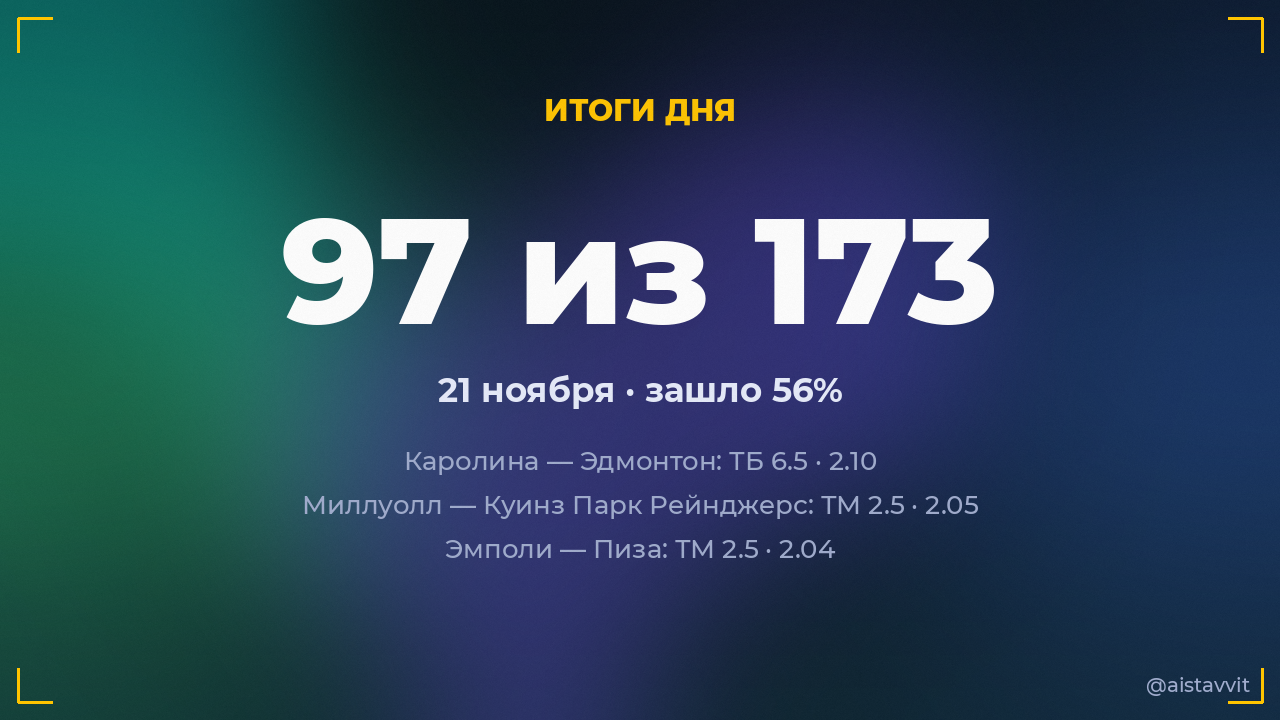 ИТОГИ ДНЯ
97 из 173
21 ноября · зашло 56%
Каролина — Эдмонтон: ТБ 6.5 · 2.10
Миллуолл — Куинз Парк Рейнджерс: ТМ 2.5 · 2.05
Эмполи — Пиза: ТМ 2.5 · 2.04
@aistavvit